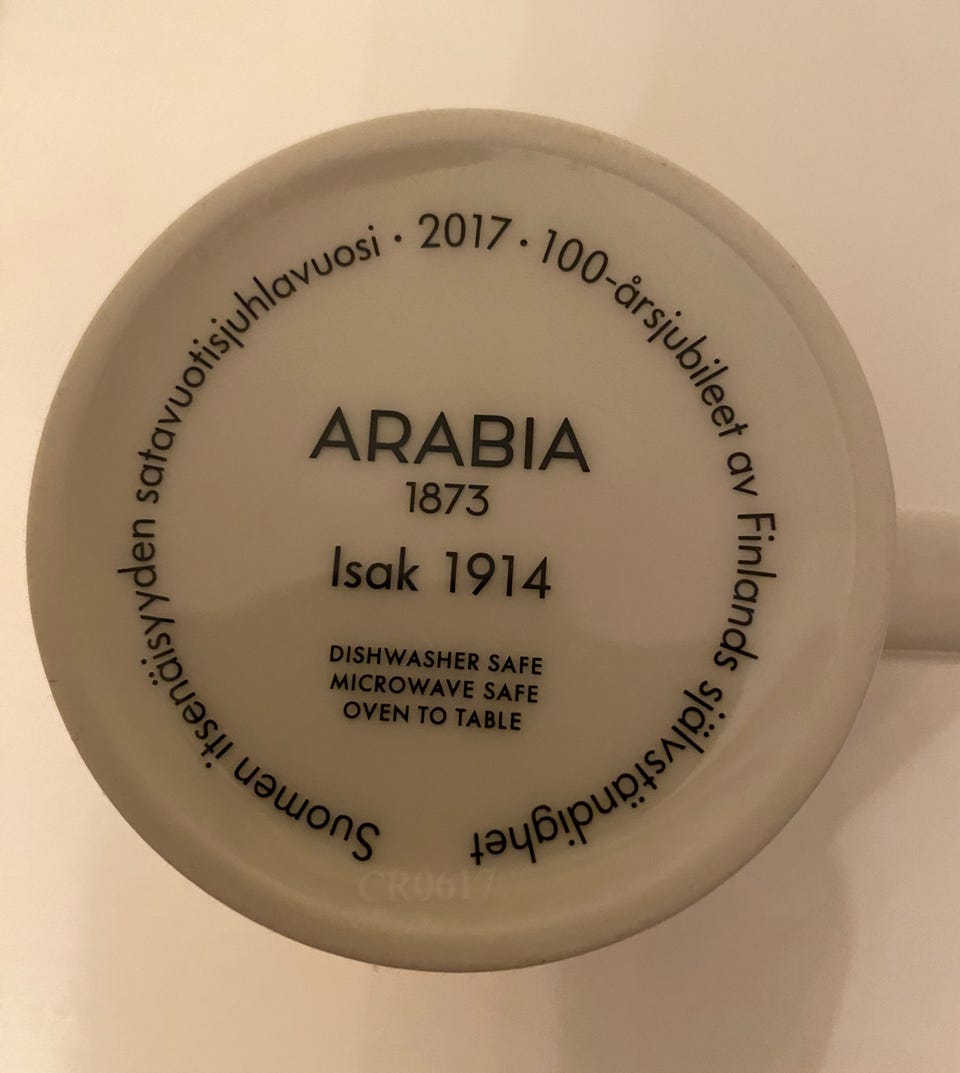 Suomen itsenäisyyden satavuotisjuhlavuosi · 2017 · 100-årsjubileet av Finlands självständighet
ARABIA
1873
Isak 1914
DISHWASHER SAFE
MICROWAVE SAFE
OVEN TO TABLE
CR0617